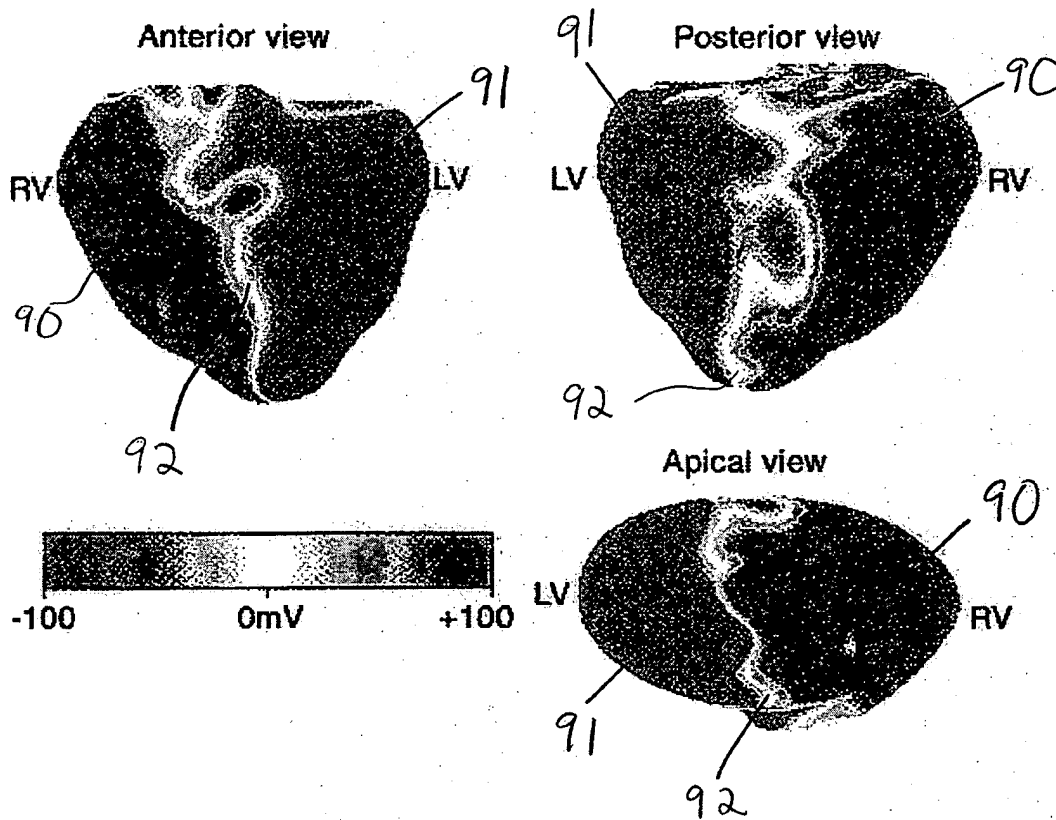 Anterior view
91
RV
LV
90
92
Posterior view
91
90
LV
RV
92
-100 0mV +100
Apical view
90
LV
RV
91
92